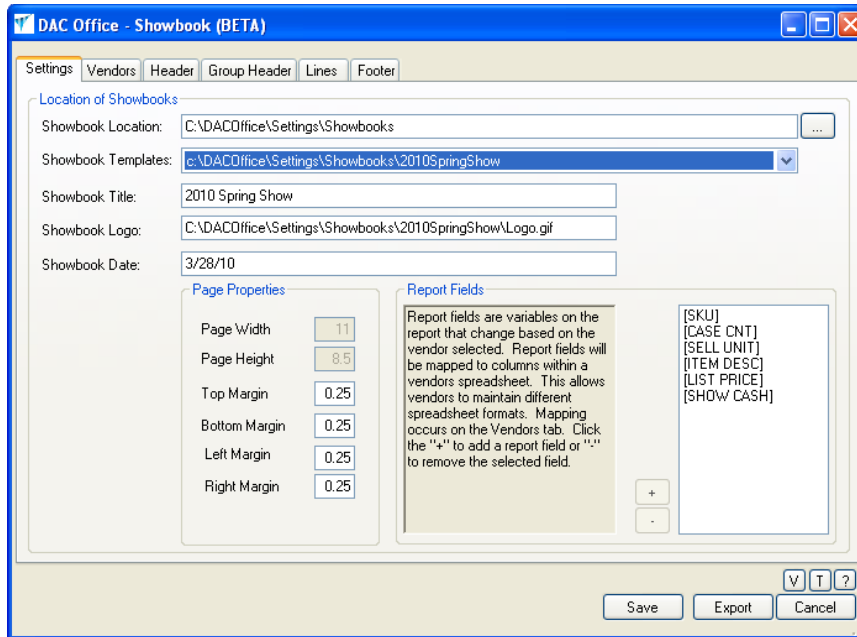 DAC Office - Showbook (BETA)
Settings Vendors Header Group Header Lines Footer
Location of Showbooks
Showbook Location: C:\DACOffice\Settings\Showbooks ...
Showbook Templates: c:\DACOffice\Settings\Showbooks\2010SpringShow
Showbook Title: 2010 Spring Show
Showbook Logo: C:\DACOffice\Settings\Showbooks\2010SpringShow\Logo.gif
Showbook Date: 3/28/10
Page Properties
Page Width 11
Page Height 8.5
Top Margin 0.25
Bottom Margin 0.25
Left Margin 0.25
Right Margin 0.25
Report Fields
Report fields are variables on the
report that change based on the
vendor selected. Report fields will
be mapped to columns within a
vendors spreadsheet. This allows
vendors to maintain different
spreadsheet formats. Mapping
occurs on the Vendors tab. Click
the "+" to add a report field or "-"
to remove the selected field.
+
-
[SKU]
[CASE CNT]
[SELL UNIT]
[ITEM DESC]
[LIST PRICE]
[SHOW CASH]
V T ?
Save Export Cancel